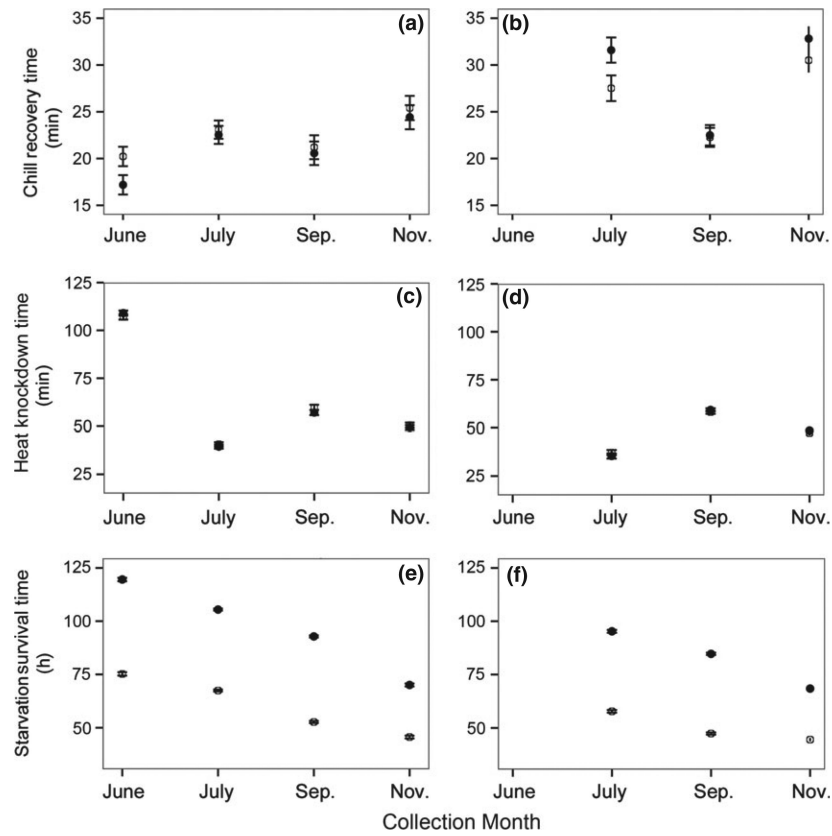 (a)
35
30
25
20
15
Chill recovery time
(min)
June July Sep. Nov.
(b)
35
30
25
20
15
June July Sep. Nov.
(c)
125
100
75
50
25
Heat knockdown time
(min)
June July Sep. Nov.
(d)
125
100
75
50
25
June July Sep. Nov.
(e)
125
100
75
50
Starvation survival time
(h)
June July Sep. Nov.
(f)
125
100
75
50
June July Sep. Nov.
Collection Month